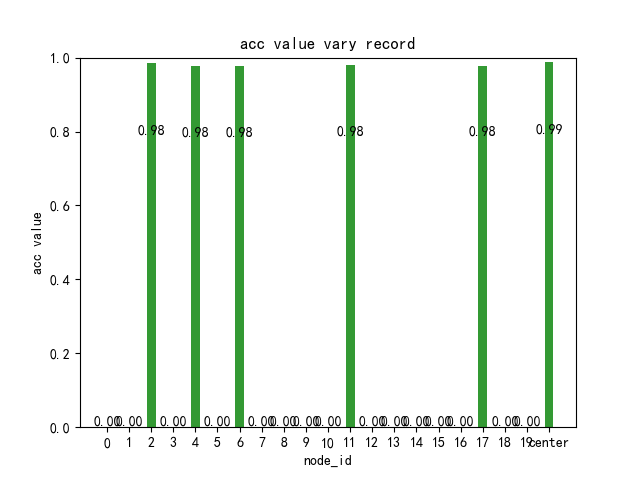 acc value vary record
1.0
0.8
0.6
0.4
0.2
0.0
acc value
0.98 0.98 0.98 0.98 0.98 0.99
0.00 0.00 0.00 0.00 0.00 0.00 0.00 0.00 0.00 0.00 0.00 0.00 0.00 0.00 0.00
0 1 2 3 4 5 6 7 8 9 10 11 12 13 14 15 16 17 18 19 center
node_id